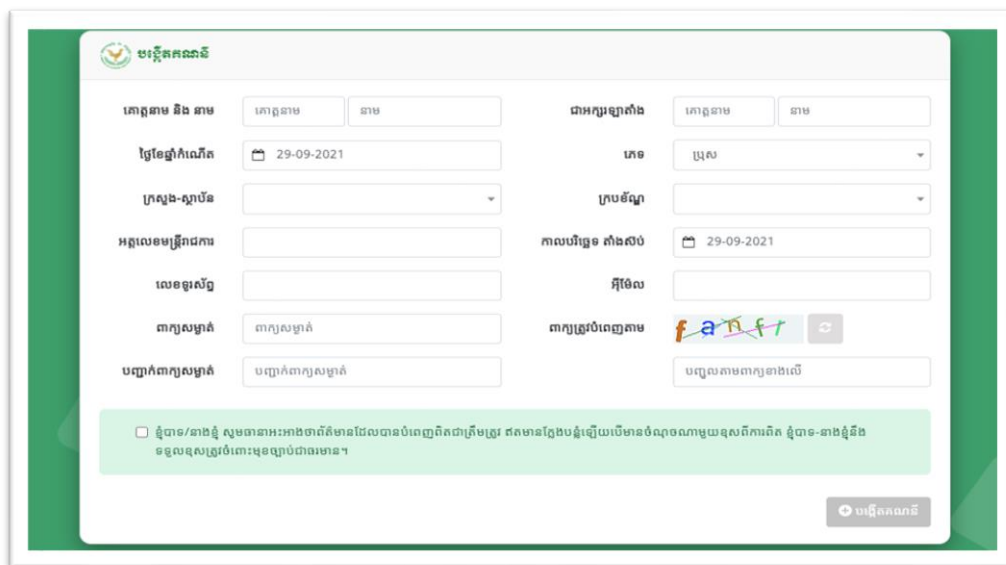 បង្កើតគណនី
គោត្តនាម និង នាម
គោត្តនាម
នាម
ជាអក្សរឡាតាំង
គោត្តនាម
នាម
ថ្ងៃខែឆ្នាំកំណើត
29-09-2021
ភេទ
ប្រុស
ក្រសួង-ស្ថាប័ន
ក្របខ័ណ្ឌ
អត្តលេខមន្ត្រីរាជការ
កាលបរិច្ឆេទ តាំងស៊ប់
29-09-2021
លេខទូរស័ព្ទ
អ៊ីម៉ែល
ពាក្យសម្ងាត់
ពាក្យសម្ងាត់
ពាក្យត្រូវបំពេញតាម
fanfr
បញ្ជាក់ពាក្យសម្ងាត់
បញ្ជាក់ពាក្យសម្ងាត់
បញ្ចូលតាមពាក្យខាងលើ
ខ្ញុំបាទ/នាងខ្ញុំ សូមធានាអះអាងថាព័ត៌មានដែលបានបំពេញពិតជាត្រឹមត្រូវ ឥតមានក្លែងបន្លំឡើយបើមានចំណុចណាមួយខុសពីការពិត ខ្ញុំបាទ-នាងខ្ញុំនឹង
ទទួលខុសត្រូវចំពោះមុខច្បាប់ជាធរមាន។
បង្កើតគណនី